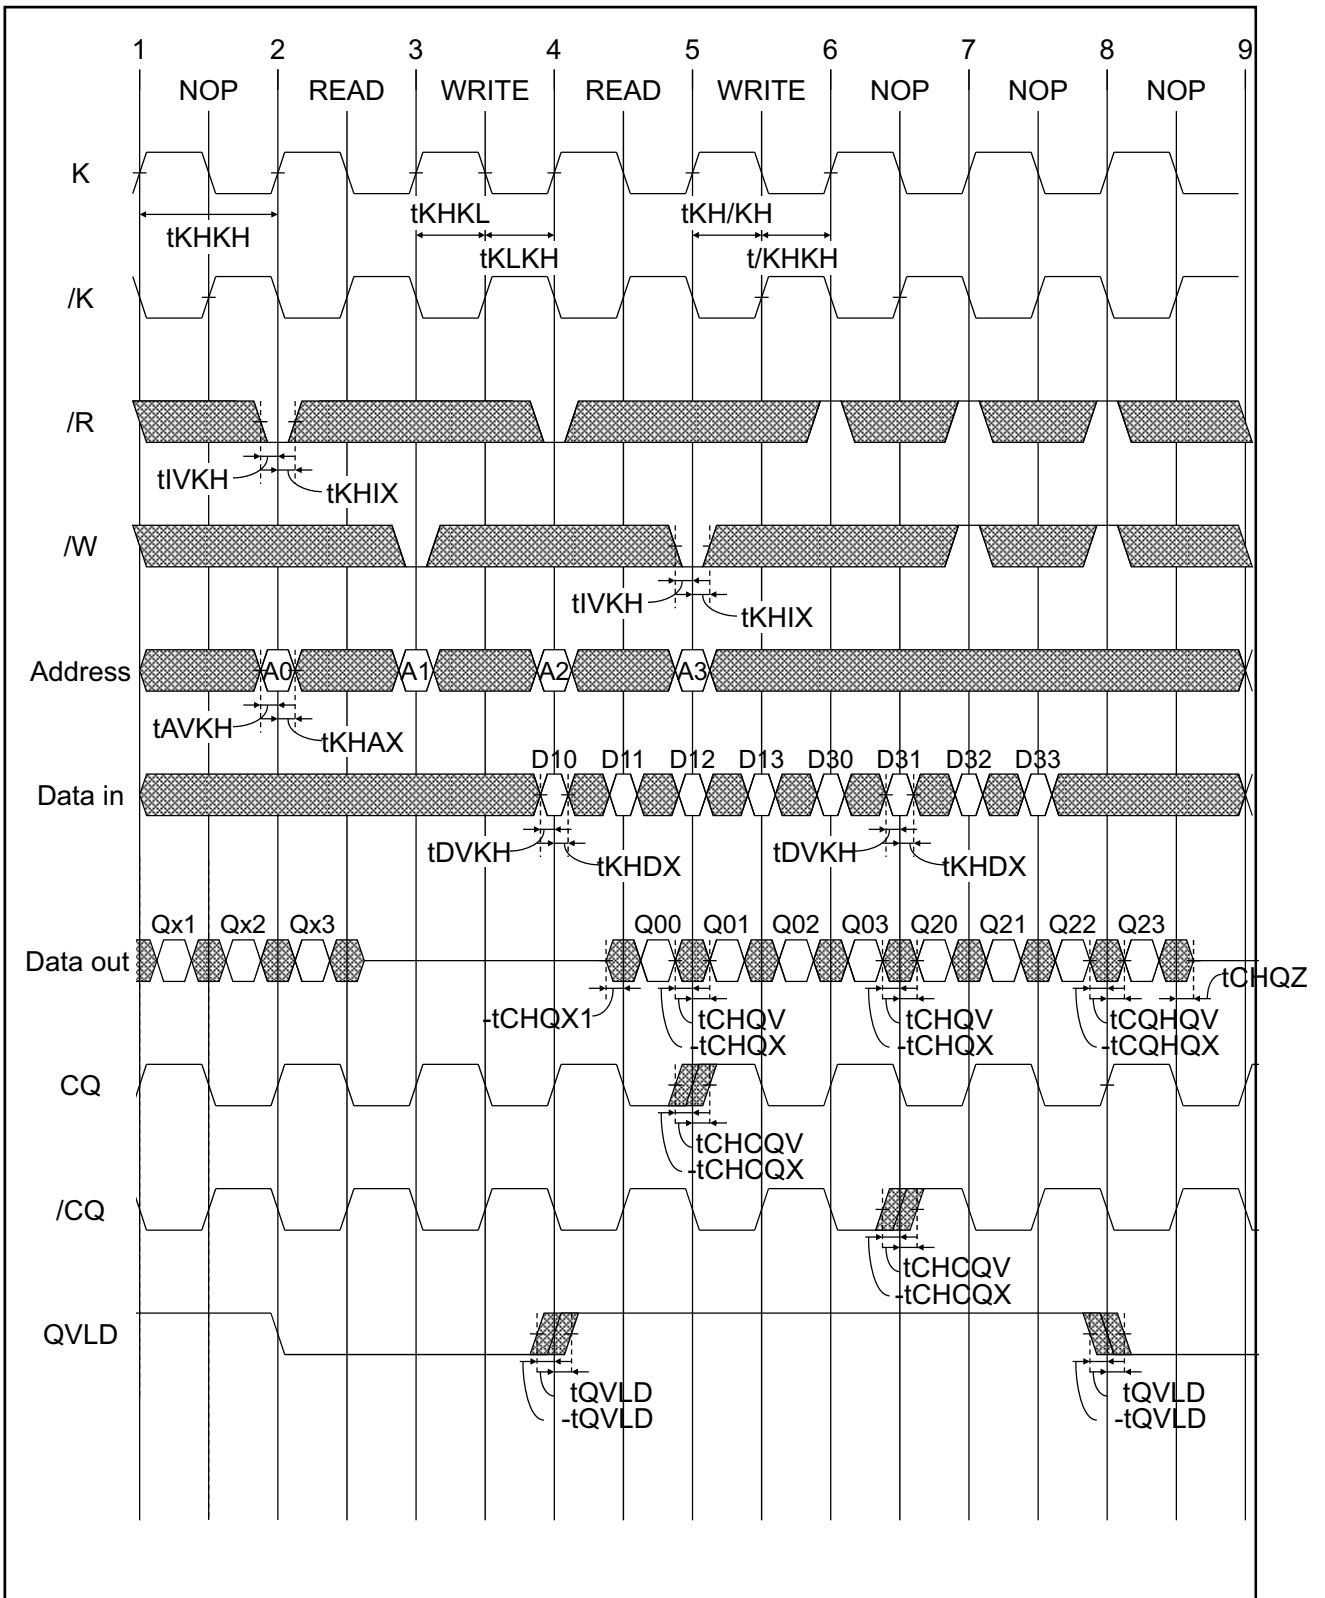 1 2 3 4 5 6 7 8 9
NOP READ WRITE READ WRITE NOP NOP NOP
K
tKHKL tKH/KH
tKHKH
tKLKH t/KHKH
/K
/R
tIVKH
tKHIX
/W
tIVKH
tKHIX
Address A0 A1 A2 A3
tAVKH
tKHAX
D10 D11 D12 D13 D30 D31 D32 D33
Data in
tDVKH tDVKH
tKHDX tKHDX
Qx1 Qx2 Qx3 Q00 Q01 Q02 Q03 Q20 Q21 Q22 Q23
Data out
tCHQZ
-tCHQX1 tCHQV tCHQV tCQHQV
-tCHQX -tCHQX -tCQHQX
CQ
tCHCQV
-tCHCQX
/CQ
tCHCQV
-tCHCQX
QVLD
tQVLD tQVLD
-tQVLD -tQVLD